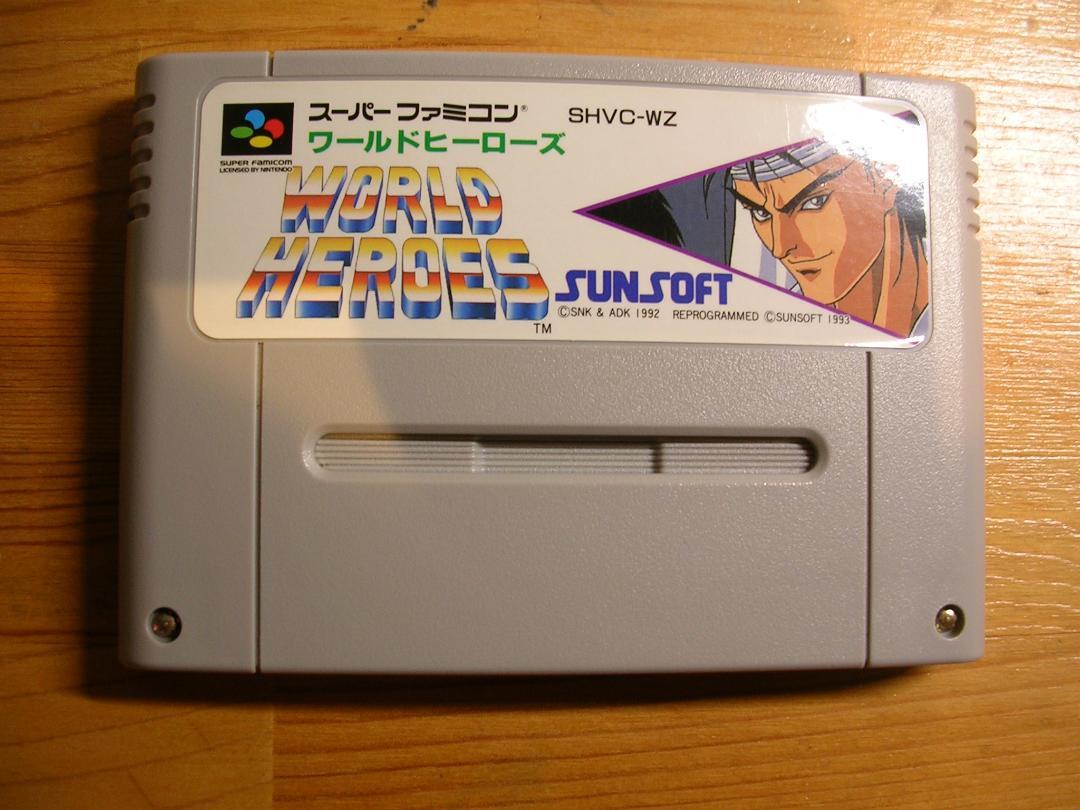 スーパーファミコン® SHVC-WZ
ワールドヒーローズ
SUPER FAMICOM
LICENSED BY NINTENDO
WORLD
HEROES
TM
SUNSOFT
©SNK & ADK 1992 REPROGRAMMED ©SUNSOFT 1993